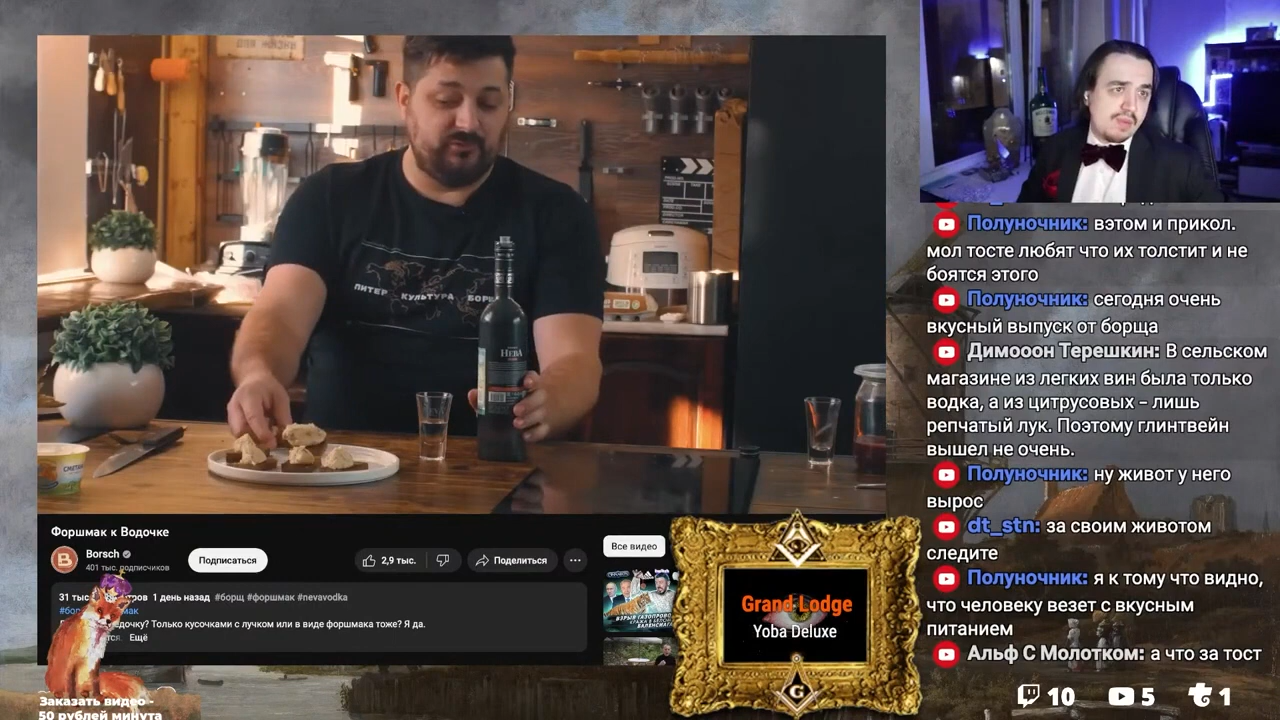 ПИТЕР КУЛЬТУРА БОРЩ
НЕВА
Форшмак к Водочке
Borsch
401 тыс. подписчиков
Подписаться
2,9 тыс.
Поделиться
Все видео
31 тыс
1 день назад #борщ #форшмак #nevavodka
дочку? Только кусочками с лучком или в виде форшмака тоже? Я да.
Ещё
Заказать видео -
50 рублей минута
Grand Lodge
Yoba Deluxe
G
Полуночник: вэтом и прикол.
мол тосте любят что их толстит и не
боятся этого
Полуночник: сегодня очень
вкусный выпуск от борща
Димооон Терешкин: В сельском
магазине из легких вин была только
водка, а из цитрусовых – лишь
репчатый лук. Поэтому глинтвейн
вышел не очень.
Полуночник: ну живот у него
вырос
dt_stn: за своим животом
следите
Полуночник: я к тому что видно,
что человеку везет с вкусным
питанием
Альф С Молотком: а что за тост
10 5 1